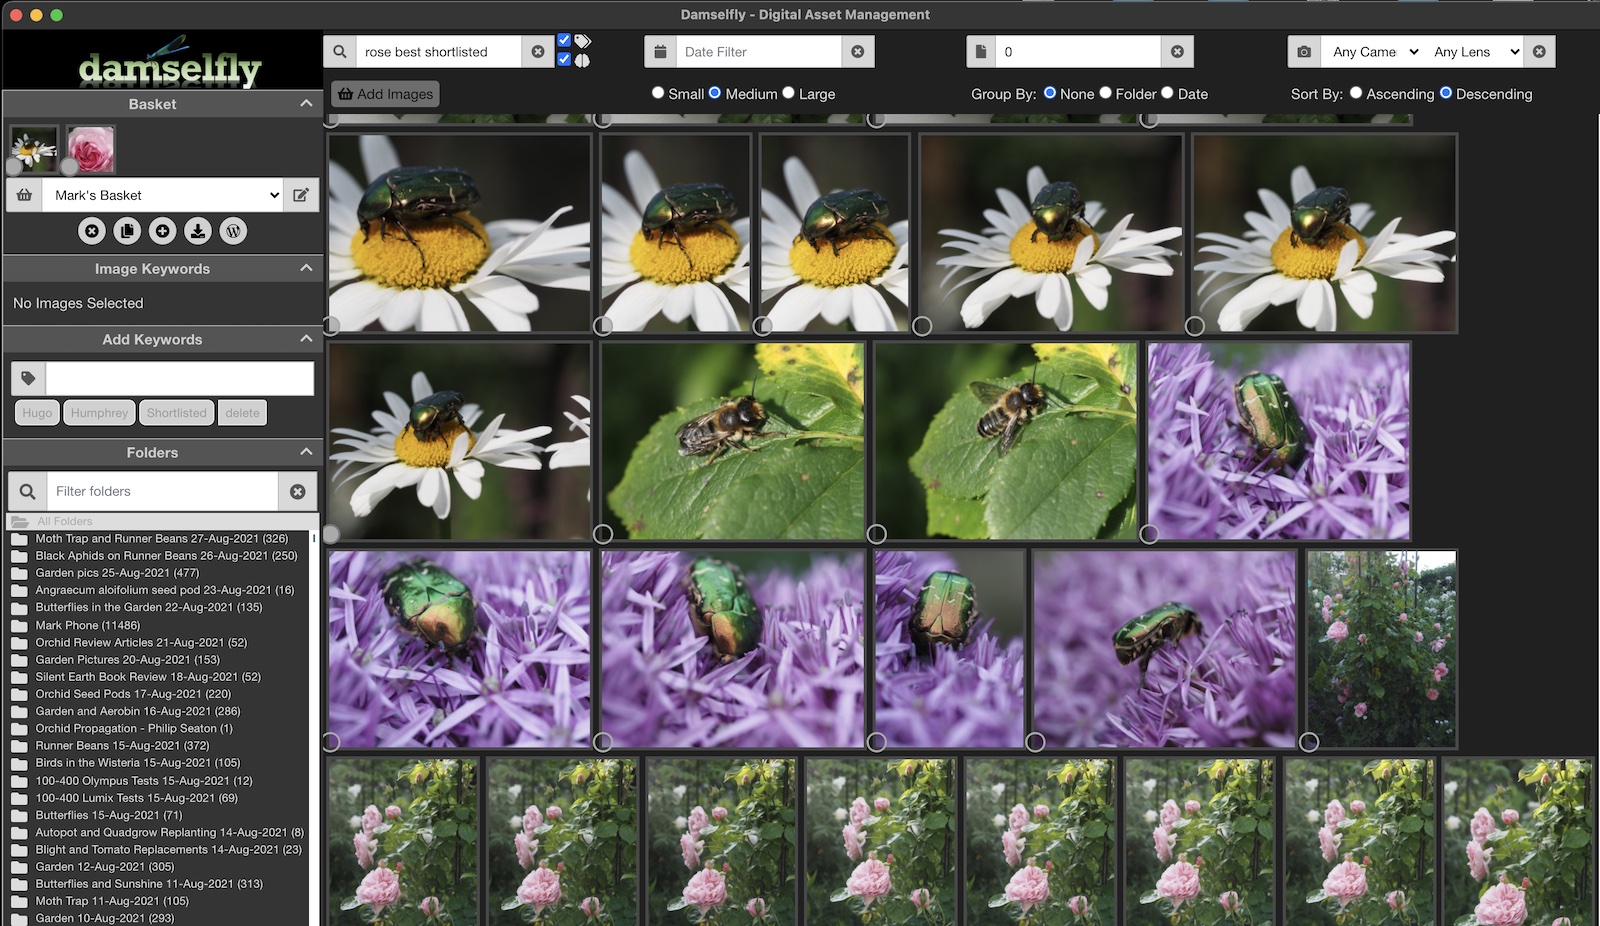 Damselfly - Digital Asset Management
damselfly
rose best shortlisted
Date Filter
0
Any Came
Any Lens
Add Images
Small Medium Large
Group By: None Folder Date
Sort By: Ascending Descending
Basket
Mark's Basket
Image Keywords
No Images Selected
Add Keywords
Hugo Humphrey Shortlisted delete
Folders
Filter folders
All Folders
Moth Trap and Runner Beans 27-Aug-2021 (326)
Black Aphids on Runner Beans 26-Aug-2021 (250)
Garden pics 25-Aug-2021 (477)
Angraecum aloifolium seed pod 23-Aug-2021 (16)
Butterflies in the Garden 22-Aug-2021 (135)
Mark Phone (11486)
Orchid Review Articles 21-Aug-2021 (52)
Garden Pictures 20-Aug-2021 (153)
Silent Earth Book Review 18-Aug-2021 (52)
Orchid Seed Pods 17-Aug-2021 (220)
Garden and Aerobin 16-Aug-2021 (286)
Orchid Propagation - Philip Seaton (1)
Runner Beans 15-Aug-2021 (372)
Birds in the Wisteria 15-Aug-2021 (105)
100-400 Olympus Tests 15-Aug-2021 (12)
100-400 Lumix Tests 15-Aug-2021 (69)
Butterflies 15-Aug-2021 (71)
Autopot and Quadgrow Replanting 14-Aug-2021 (8)
Blight and Tomato Replacements 14-Aug-2021 (23)
Garden 12-Aug-2021 (305)
Butterflies and Sunshine 11-Aug-2021 (313)
Moth Trap 11-Aug-2021 (105)
Garden 10-Aug-2021 (293)